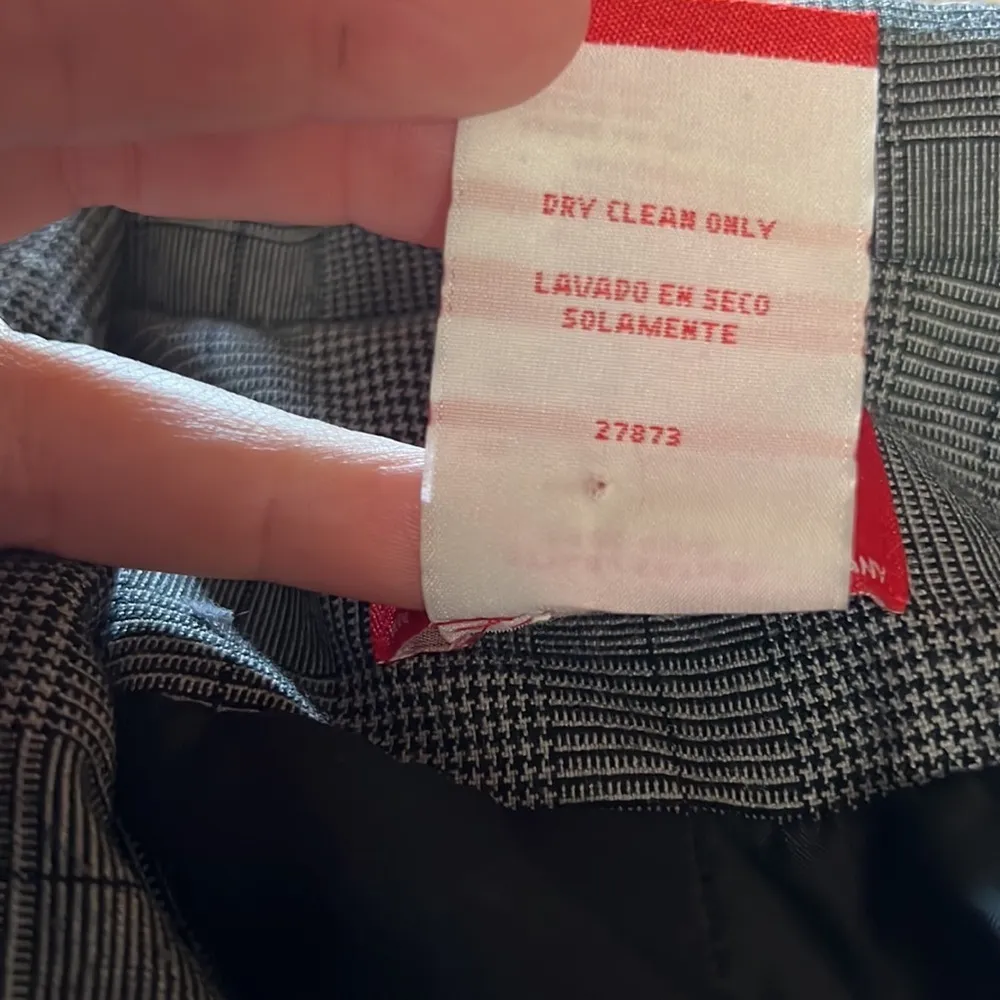 DRY CLEAN ONLY
LAVADO EN SECO
SOLAMENTE
27873